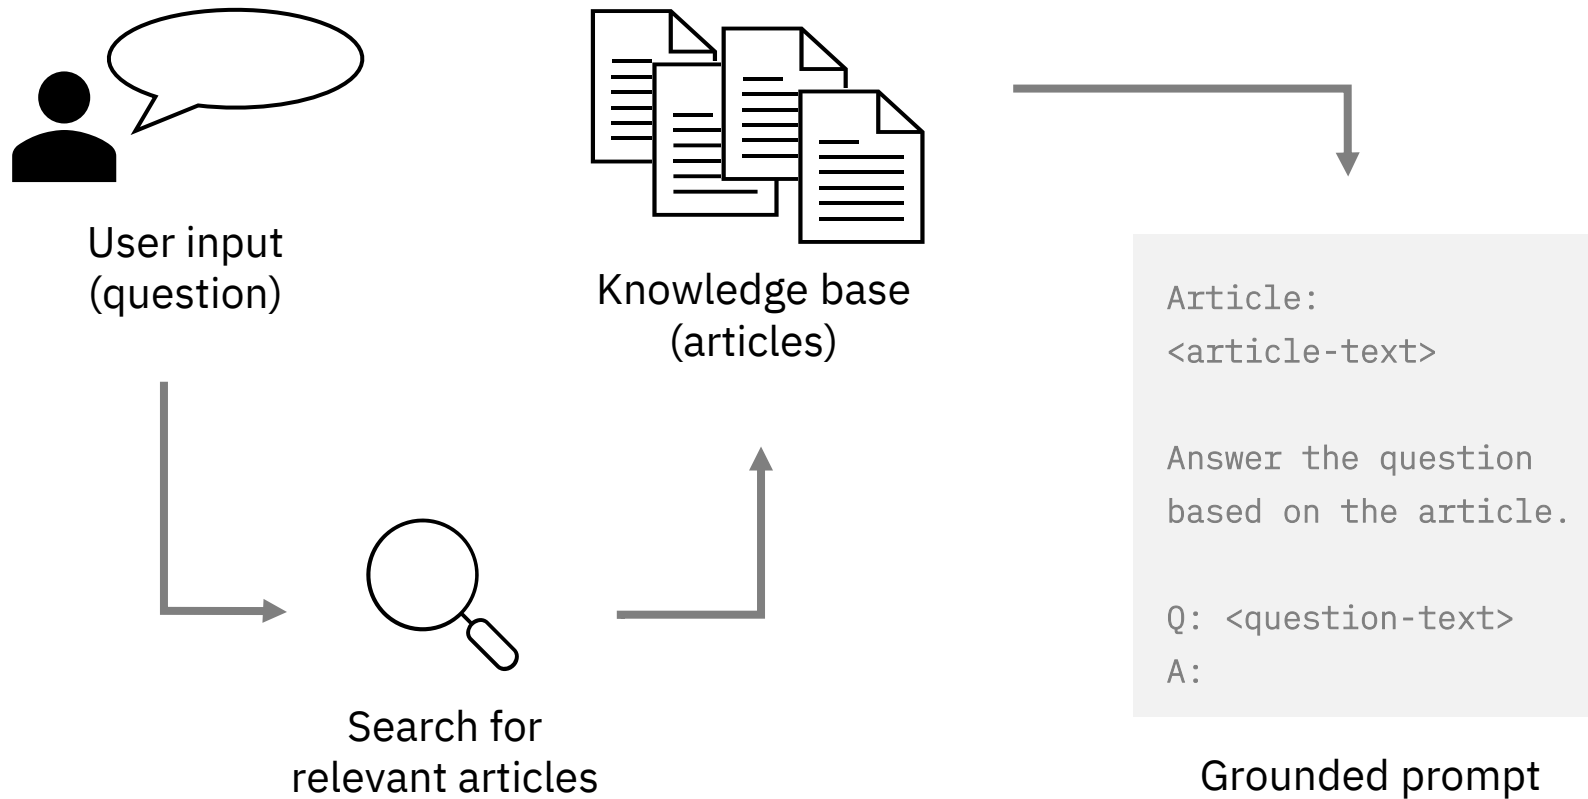 User input
(question)
Knowledge base
(articles)
Search for
relevant articles
Article:
<article-text>
Answer the question
based on the article.
Q: <question-text>
A:
Grounded prompt